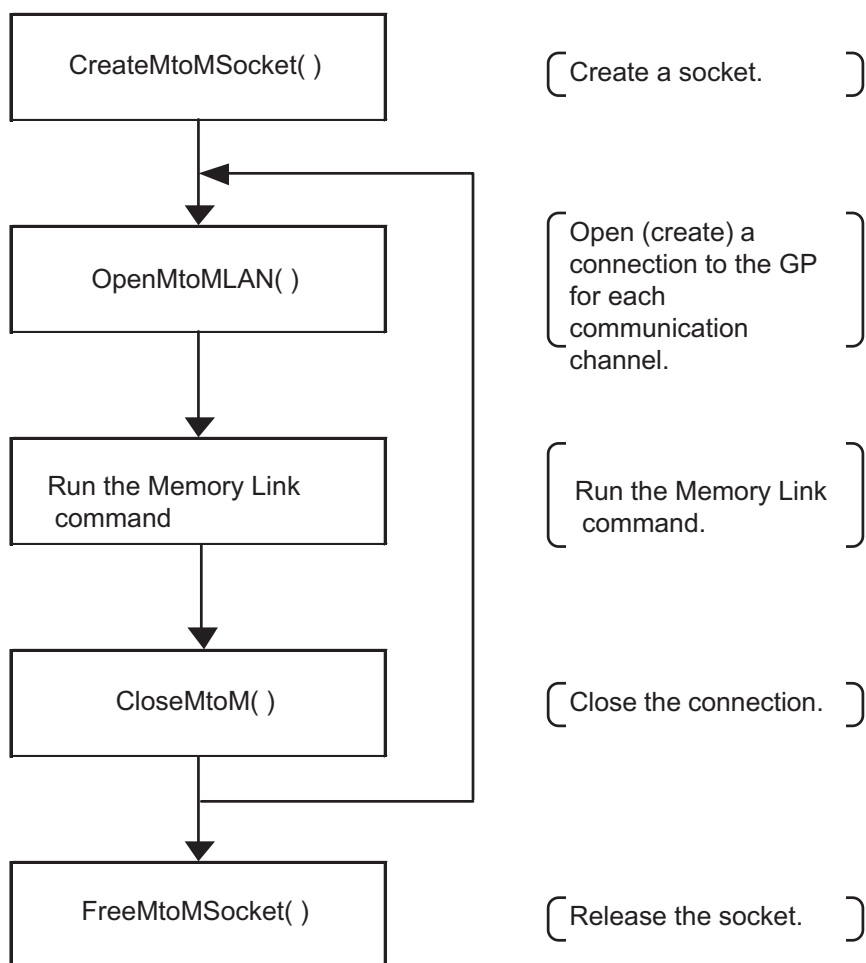 CreateMtoMSocket( )
Create a socket.
OpenMtoMLAN( )
Open (create) a
connection to the GP
for each
communication
channel.
Run the Memory Link
command
Run the Memory Link
command.
CloseMtoM( )
Close the connection.
FreeMtoMSocket( )
Release the socket.